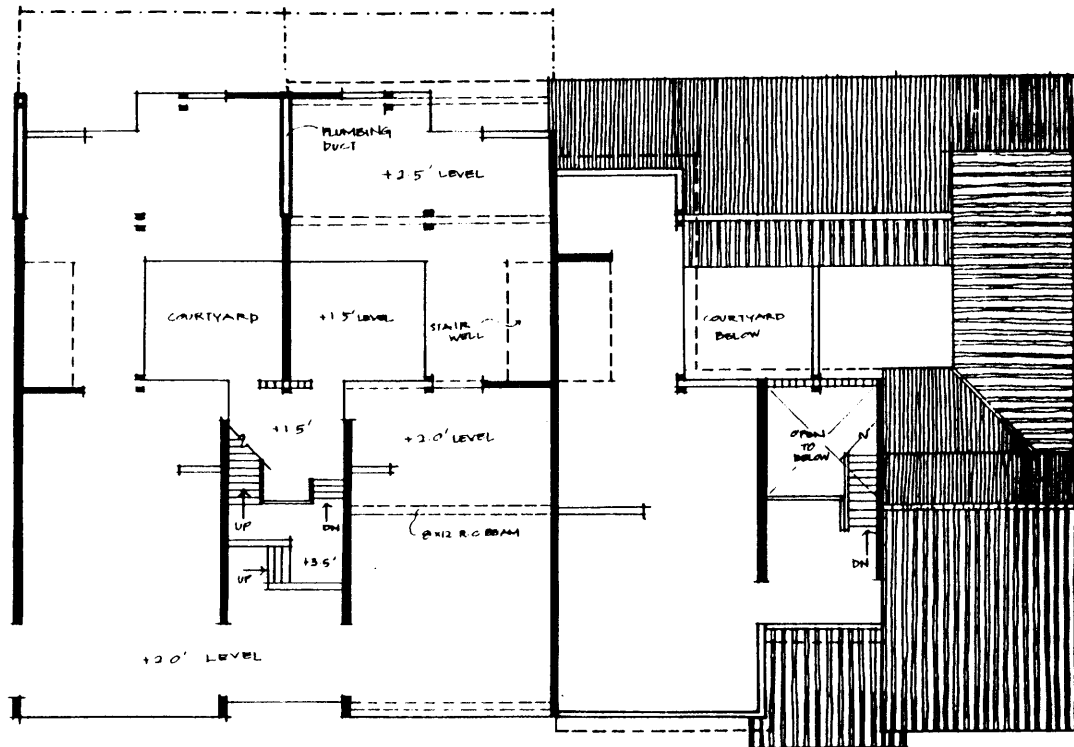 PLUMBING
DUCT
+2.5' LEVEL
COURTYARD
+1.5' LEVEL
STAIR
WELL
COURTYARD
BELOW
+1.5'
+2.0' LEVEL
OPEN
TO
BELOW
UP
DN
8x12 R.C BEAM
UP
+3.5'
DN
+2.0' LEVEL